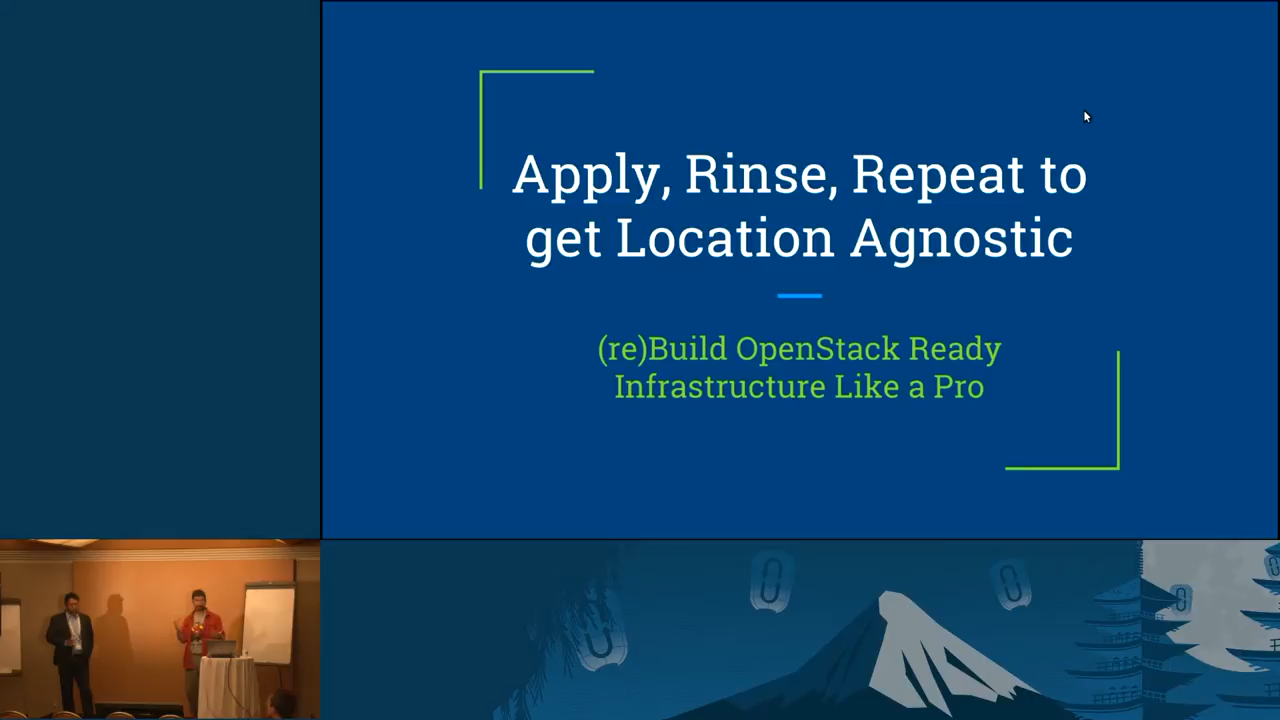 Apply, Rinse, Repeat to
get Location Agnostic
(re)Build OpenStack Ready
Infrastructure Like a Pro